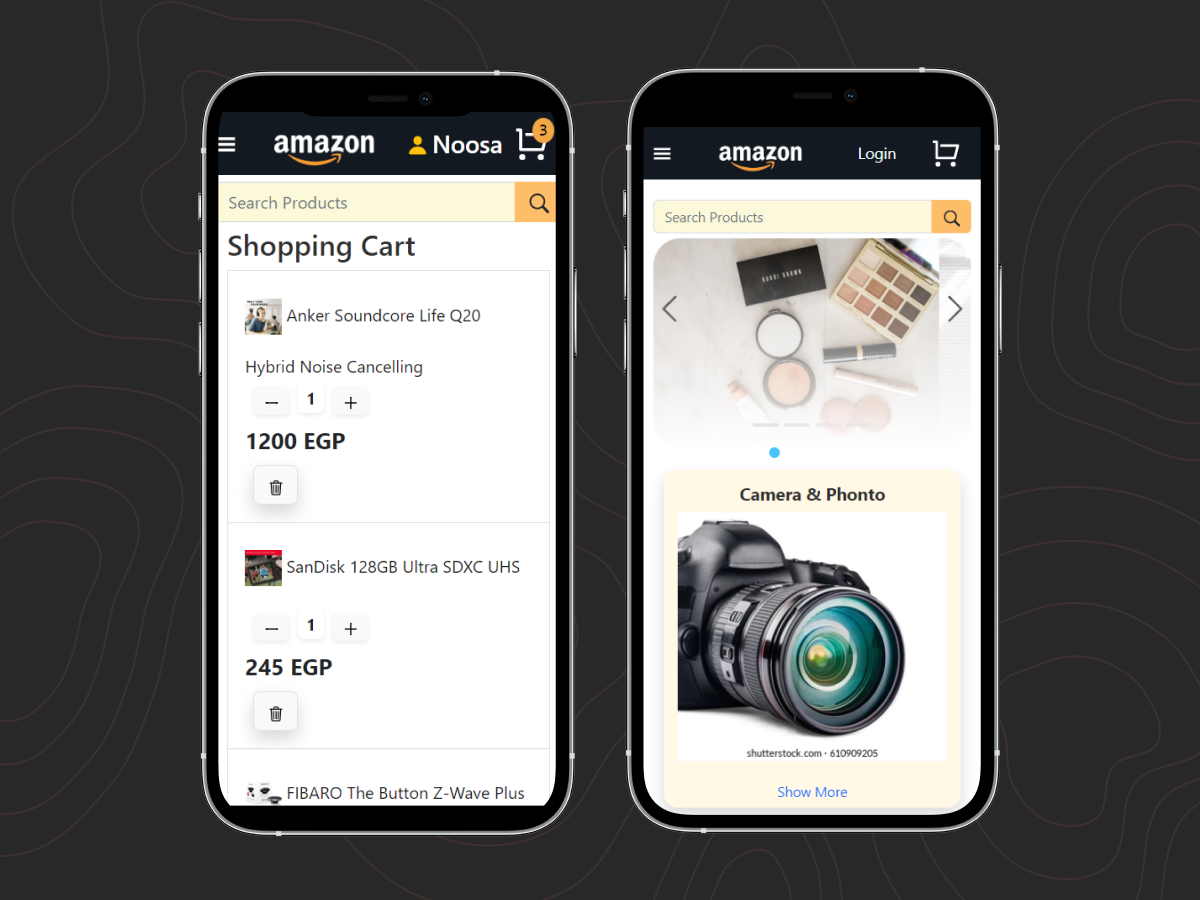 amazon
Noosa
3
Search Products
Shopping Cart
Anker Soundcore Life Q20
Hybrid Noise Cancelling
1
1200 EGP
SanDisk 128GB Ultra SDXC UHS
1
245 EGP
FIBARO The Button Z-Wave Plus
amazon
Login
Search Products
BOBBI BROWN
Camera & Phonto
shutterstock.com · 610909205
Show More